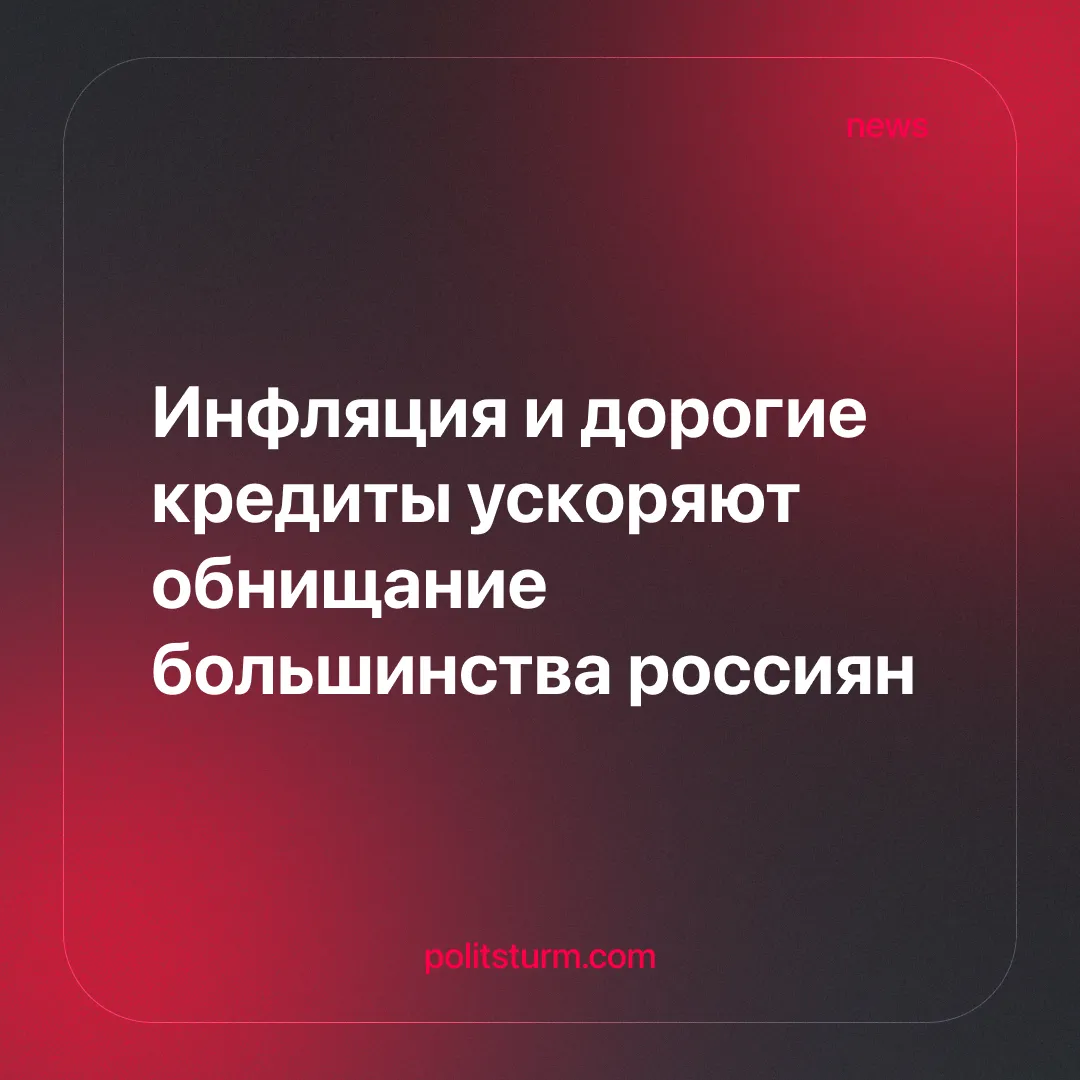 news
Инфляция и дорогие
кредиты ускоряют
обнищание
большинства россиян
politsturm.com